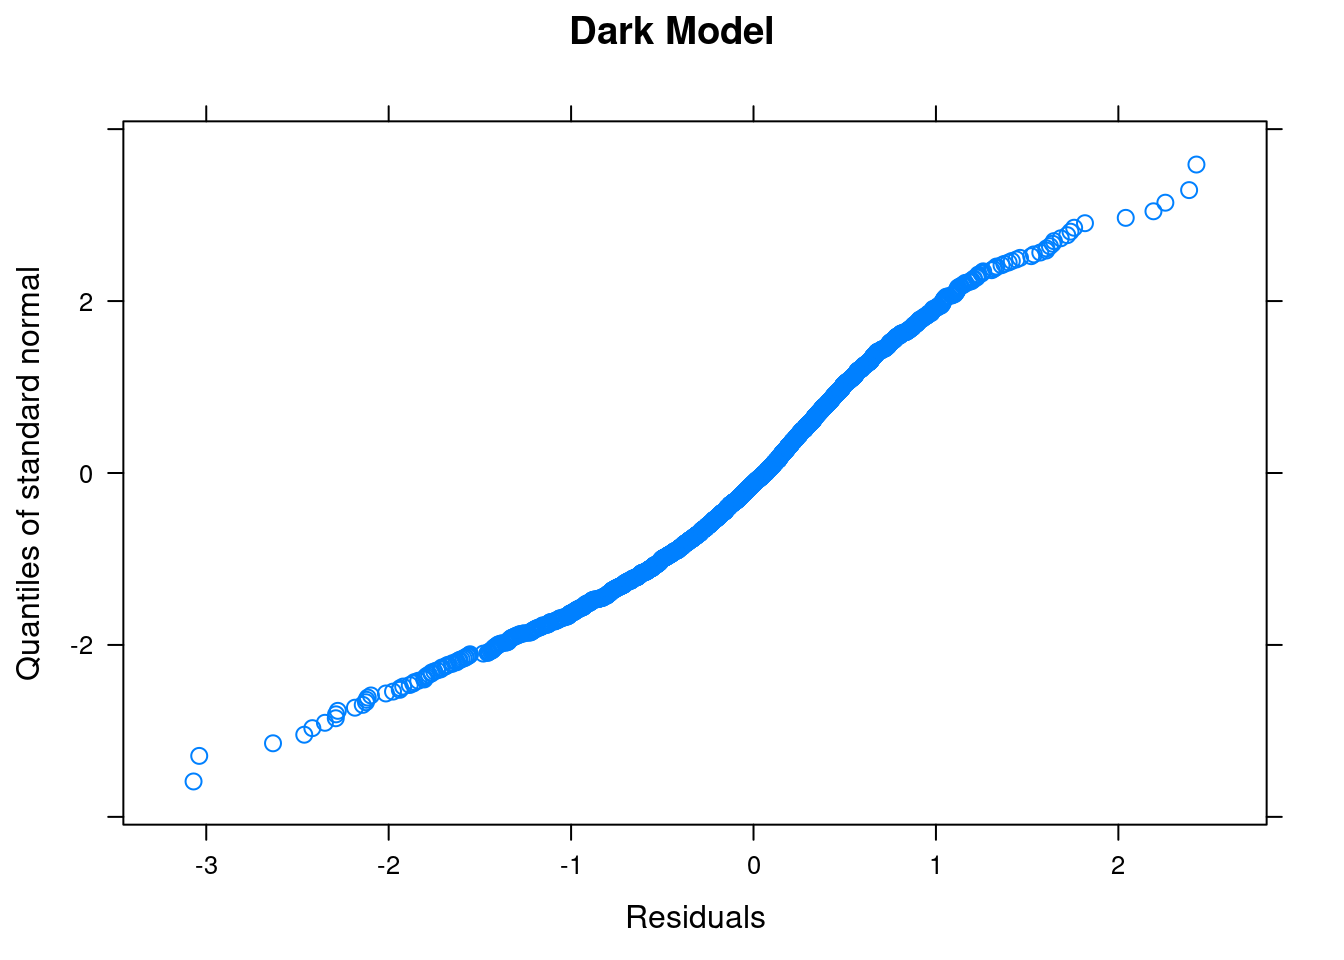 Dark Model
Quantiles of standard normal
2
0
-2
-3 -2 -1 0 1 2
Residuals